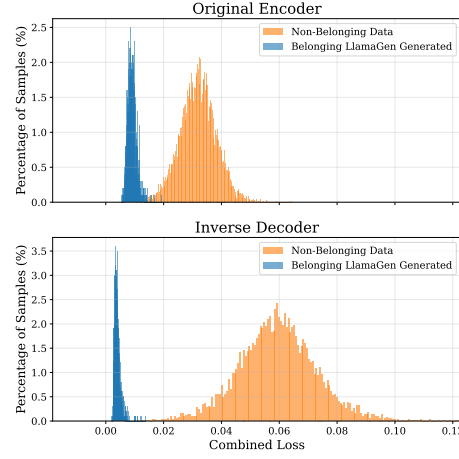 Original Encoder
Percentage of Samples (%)
2.5
2.0
1.5
1.0
0.5
0.0
Non-Belonging Data
Belonging LlamaGen Generated
Inverse Decoder
Percentage of Samples (%)
3.5
3.0
2.5
2.0
1.5
1.0
0.5
0.0
Non-Belonging Data
Belonging LlamaGen Generated
0.00 0.02 0.04 0.06 0.08 0.10 0.12
Combined Loss